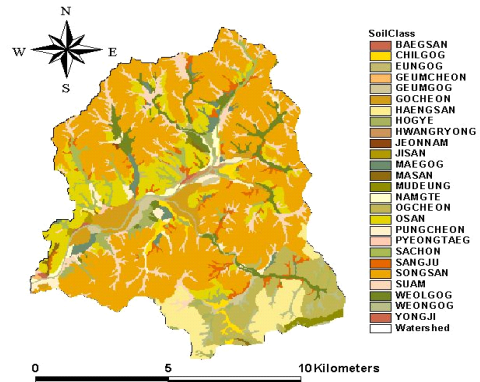 N
W E
S
SoilClass
BAEGSAN
CHILGOG
EUNGOG
GEUMCHEON
GEUMGOG
GOCHEON
HAENGSAN
HOGYE
HWANGRYONG
JEONNAM
JISAN
MAEGOG
MASAN
MUDEUNG
NAMGTE
OGCHEON
OSAN
PUNGCHEON
PYEONGTAEG
SACHON
SANGJU
SONGSAN
SUAM
WEOLGOG
WEONGOG
YONGJI
Watershed
0 5 10 Kilometers